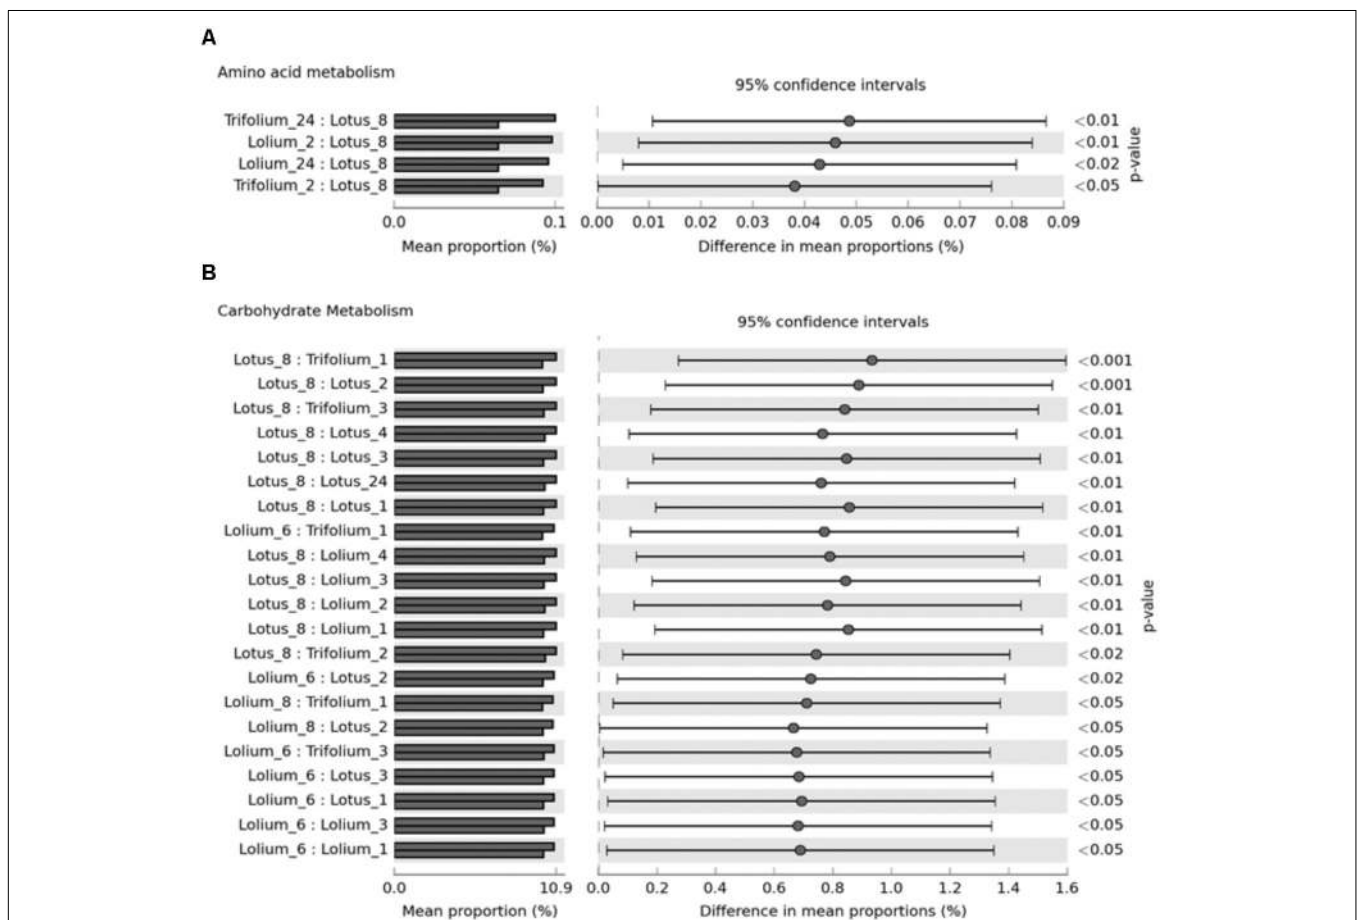 A
Amino acid metabolism
95% confidence intervals
Trifolium_24 : Lotus_8 <0.01
Lolium_2 : Lotus_8 <0.01
Lolium_24 : Lotus_8 <0.02
Trifolium_2 : Lotus_8 <0.05
p-value
0.0 0.1 0.00 0.01 0.02 0.03 0.04 0.05 0.06 0.07 0.08 0.09
Mean proportion (%) Difference in mean proportions (%)
B
Carbohydrate Metabolism
95% confidence intervals
Lotus_8 : Trifolium_1 <0.001
Lotus_8 : Lotus_2 <0.001
Lotus_8 : Trifolium_3 <0.01
Lotus_8 : Lotus_4 <0.01
Lotus_8 : Lotus_3 <0.01
Lotus_8 : Lotus_24 <0.01
Lotus_8 : Lotus_1 <0.01
Lolium_6 : Trifolium_1 <0.01
Lotus_8 : Lolium_4 <0.01
Lotus_8 : Lolium_3 <0.01
Lotus_8 : Lolium_2 <0.01
Lotus_8 : Lolium_1 <0.01
Lotus_8 : Trifolium_2 <0.02
Lolium_6 : Lotus_2 <0.02
Lolium_8 : Trifolium_1 <0.05
Lolium_8 : Lotus_2 <0.05
Lolium_6 : Trifolium_3 <0.05
Lolium_6 : Lotus_3 <0.05
Lolium_6 : Lotus_1 <0.05
Lolium_6 : Lolium_3 <0.05
Lolium_6 : Lolium_1 <0.05
p-value
0.0 10.9 0.0 0.2 0.4 0.6 0.8 1.0 1.2 1.4 1.6
Mean proportion (%) Difference in mean proportions (%)